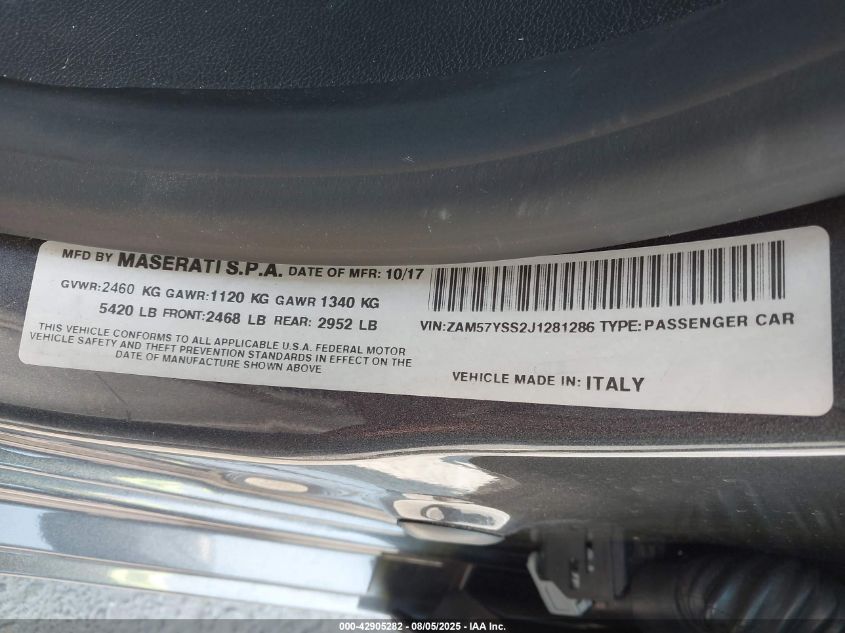 MFD BY MASERATI S.P.A. DATE OF MFR: 10/17
GVWR:2460 KG GAWR:1120 KG GAWR 1340 KG
5420 LB FRONT:2468 LB REAR: 2952 LB
THIS VEHICLE CONFORMS TO ALL APPLICABLE U.S.A. FEDERAL MOTOR
VEHICLE SAFETY AND THEFT PREVENTION STANDARDS IN EFFECT ON THE
DATE OF MANUFACTURE SHOWN ABOVE
VIN:ZAM57YSS2J1281286 TYPE:PASSENGER CAR
VEHICLE MADE IN: ITALY
000-42905282 - 08/05/2025 - IAA Inc.